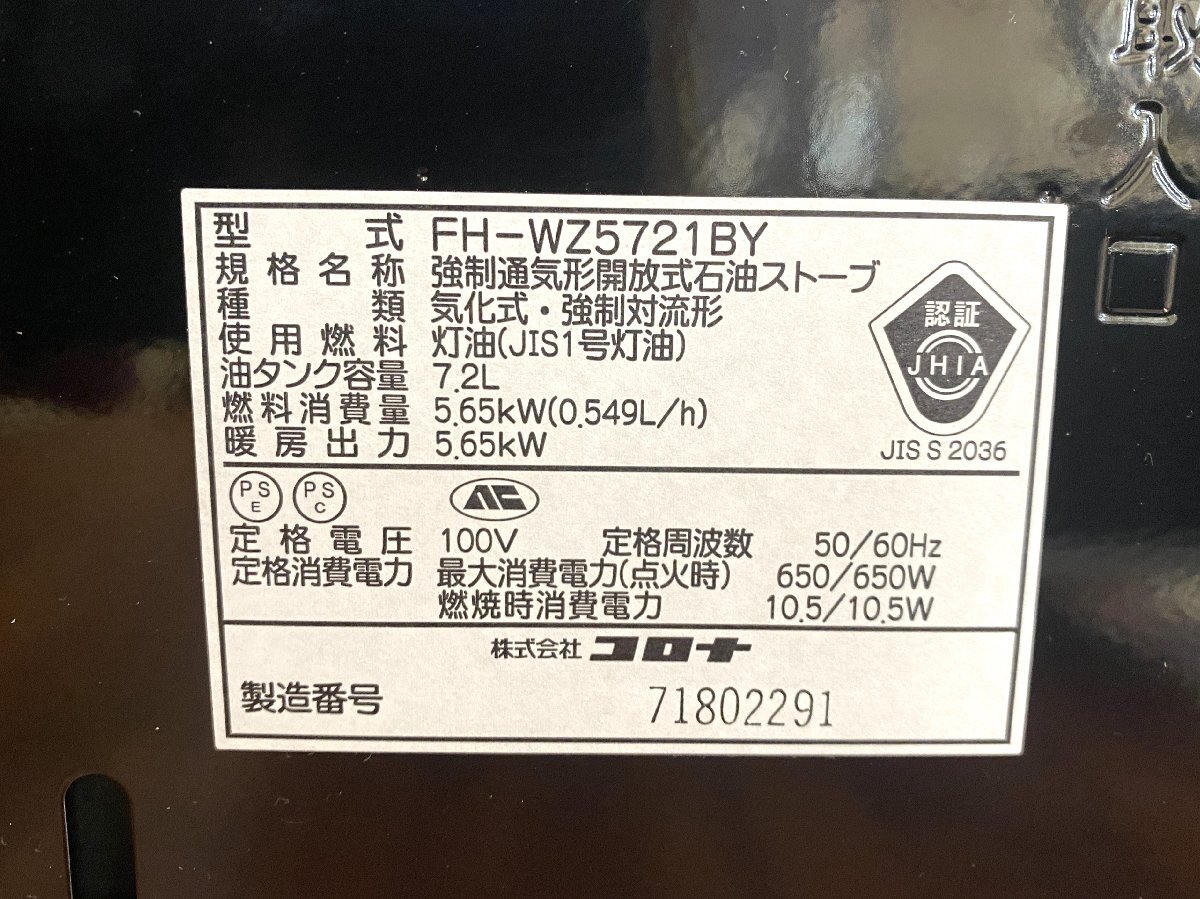 取入口
型式 FH-WZ5721BY
規格名称 強制通気形開放式石油ストーブ
種類 気化式・強制対流形
使用燃料 灯油(JIS1号灯油)
油タンク容量 7.2L
燃料消費量 5.65kW(0.549L/h)
暖房出力 5.65kW
認証
JHIA
JIS S 2036
PS E PS C
定格電圧 100V 定格周波数 50/60Hz
定格消費電力 最大消費電力(点火時) 650/650W
燃焼時消費電力 10.5/10.5W
株式会社 コロナ
製造番号 71802291